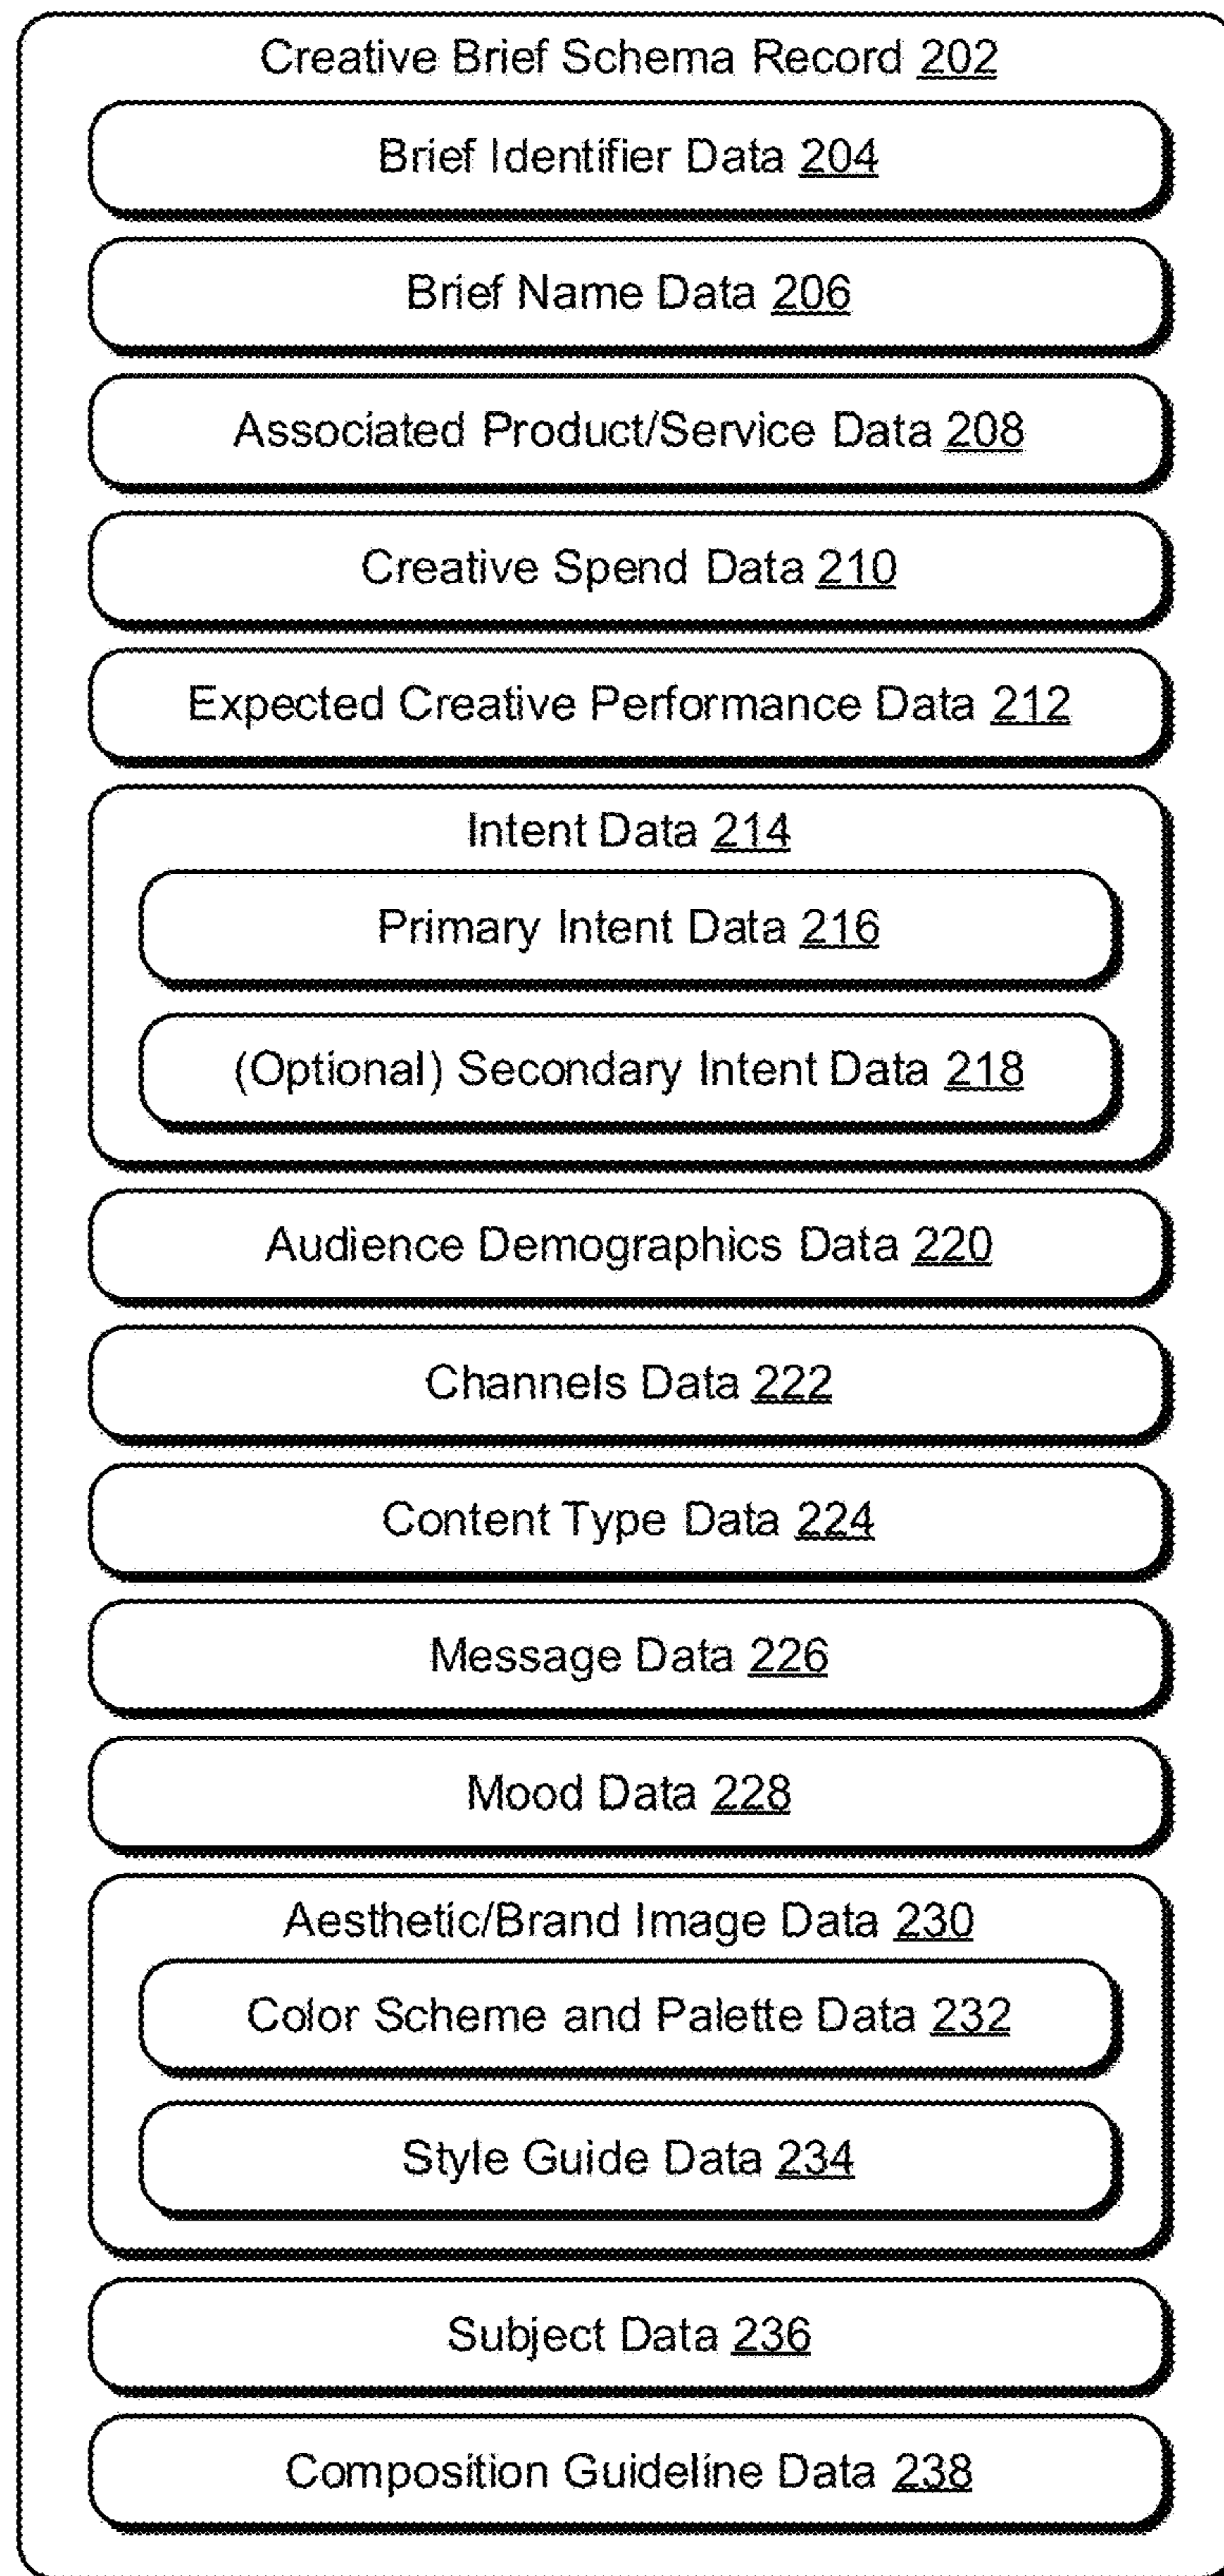 Creative Brief Schema Record 202
Brief Identifier Data 204
Brief Name Data 206
Associated Product/Service Data 208
Creative Spend Data 210
Expected Creative Performance Data 212
Intent Data 214
Primary Intent Data 216
(Optional) Secondary Intent Data 218
Audience Demographics Data 220
Channels Data 222
Content Type Data 224
Message Data 226
Mood Data 228
Aesthetic/Brand Image Data 230
Color Scheme and Palette Data 232
Style Guide Data 234
Subject Data 236
Composition Guideline Data 238